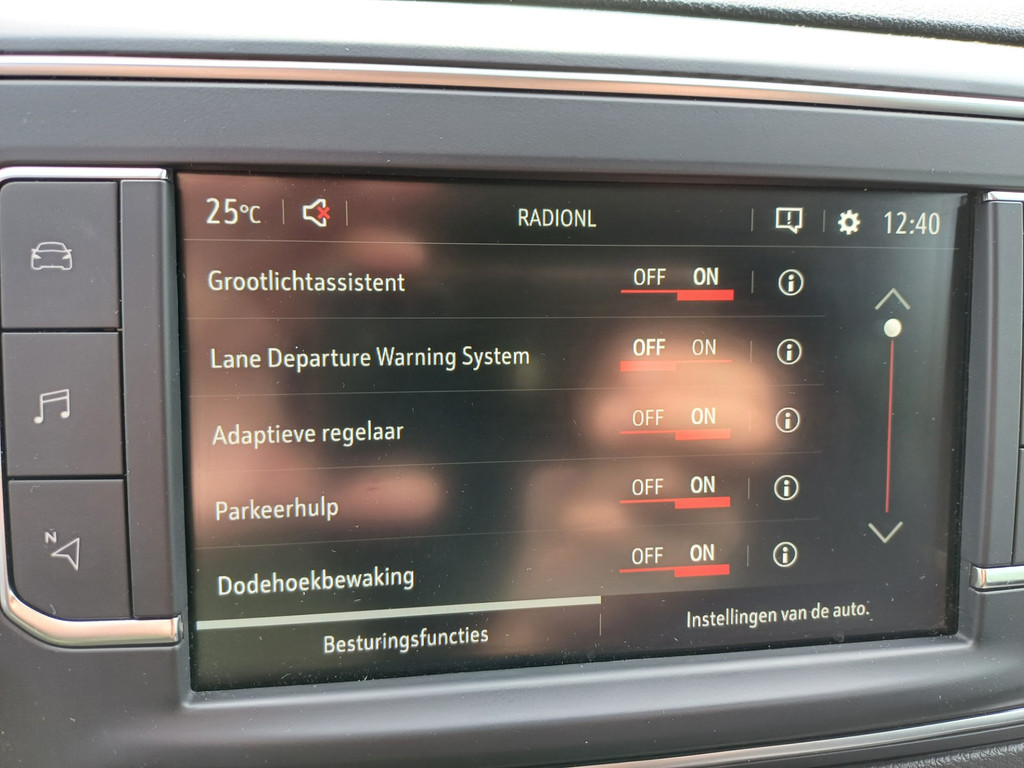 25°C RADIONL 12:40
Grootlichtassistent OFF ON
Lane Departure Warning System OFF ON
Adaptieve regelaar OFF ON
Parkeerhulp OFF ON
Dodehoekbewaking OFF ON
Besturingsfuncties Instellingen van de auto.
N